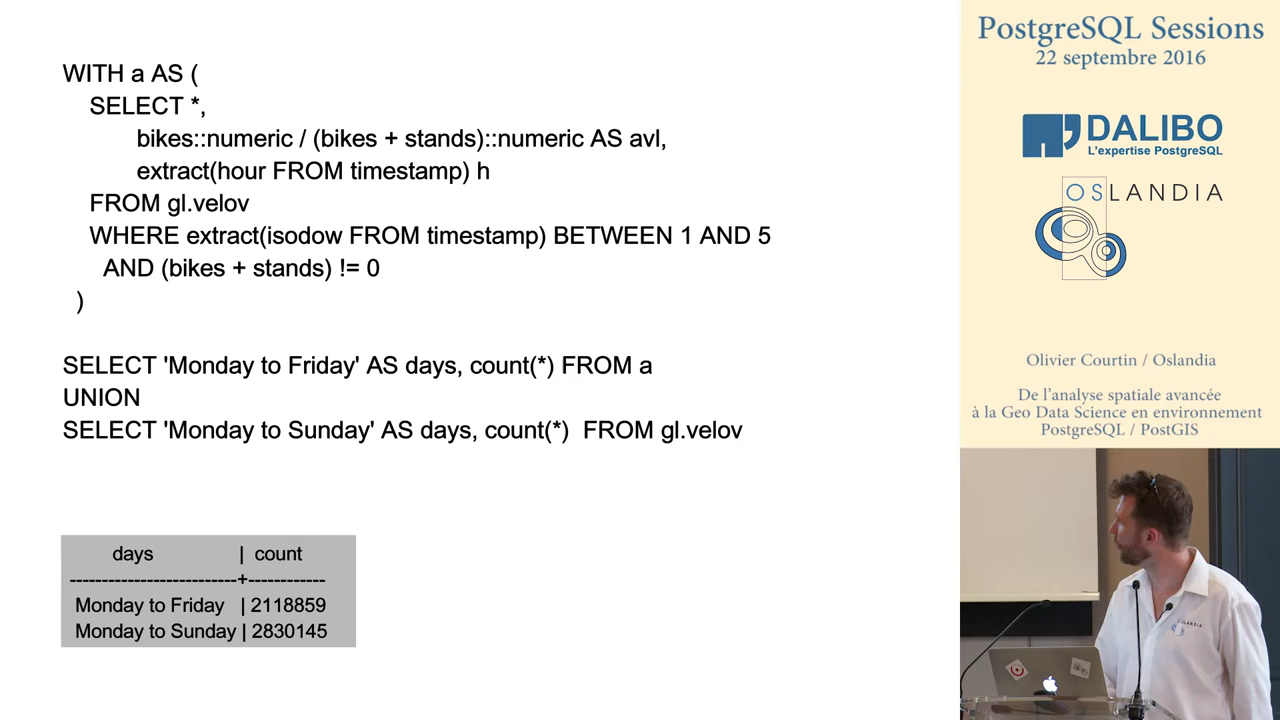 WITH a AS (
SELECT *,
bikes::numeric / (bikes + stands)::numeric AS avl,
extract(hour FROM timestamp) h
FROM gl.velov
WHERE extract(isodow FROM timestamp) BETWEEN 1 AND 5
AND (bikes + stands) != 0
)
SELECT 'Monday to Friday' AS days, count(*) FROM a
UNION
SELECT 'Monday to Sunday' AS days, count(*)  FROM gl.velov
days | count
--------------------------+------------
Monday to Friday | 2118859
Monday to Sunday | 2830145
PostgreSQL Sessions
22 septembre 2016
DALIBO
L'expertise PostgreSQL
OSLANDIA
Olivier Courtin / Oslandia
De l'analyse spatiale avancée
à la Geo Data Science en environnement
PostgreSQL / PostGIS
OSLANDIA